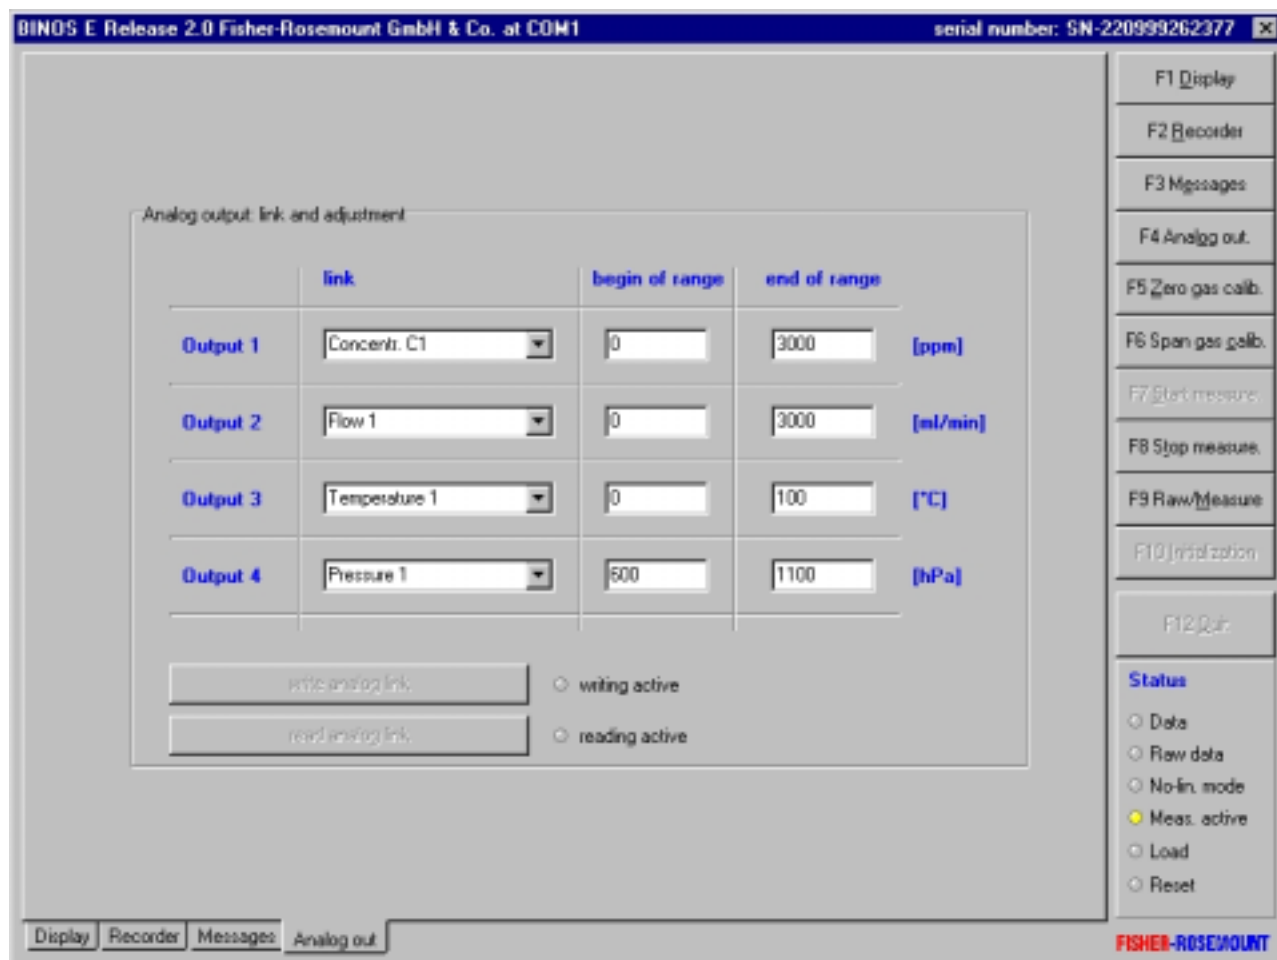 BINOS E Release 2.0 Fisher-Rosemount GmbH & Co. at COM1 serial number: SN-220999262377
F1 Display
F2 Recorder
F3 Messages
F4 Analog out.
F5 Zero gas calib.
F6 Span gas calib.
F7 Start measure.
F8 Stop measure.
F9 Raw/Measure
F10 Initialization
F12 Quit
Analog output: link and adjustment
link begin of range end of range
Output 1 Concentr. C1 0 3000 [ppm]
Output 2 Flow 1 0 3000 [ml/min]
Output 3 Temperature 1 0 100 [°C]
Output 4 Pressure 1 600 1100 [hPa]
write analog link writing active
read analog link reading active
Status
Data
Raw data
No-lin. mode
Meas. active
Load
Reset
Display Recorder Messages Analog out
FISHER-ROSEMOUNT